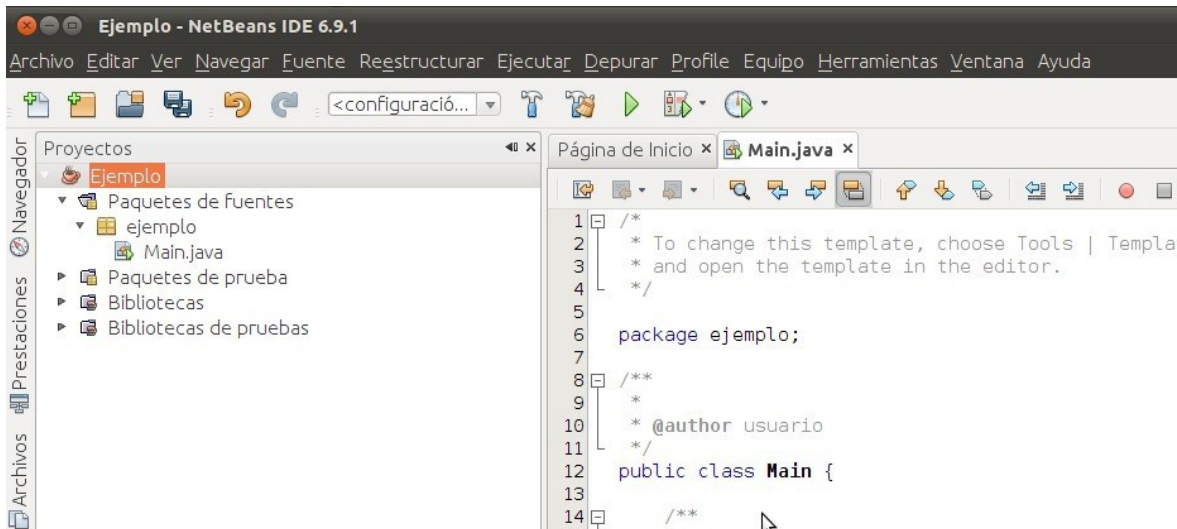 Ejemplo - NetBeans IDE 6.9.1
Archivo Editar Ver Navegar Fuente Reestructurar Ejecutar Depurar Profile Equipo Herramientas Ventana Ayuda
<configuració...
Navegador
Prestaciones
Archivos
Proyectos
Ejemplo
Paquetes de fuentes
ejemplo
Main.java
Paquetes de prueba
Bibliotecas
Bibliotecas de pruebas
Página de Inicio Main.java
1 /*
2 * To change this template, choose Tools | Templa
3 * and open the template in the editor.
4 */
5
6 package ejemplo;
7
8 /**
9 *
10 * @author usuario
11 */
12 public class Main {
13
14 /**